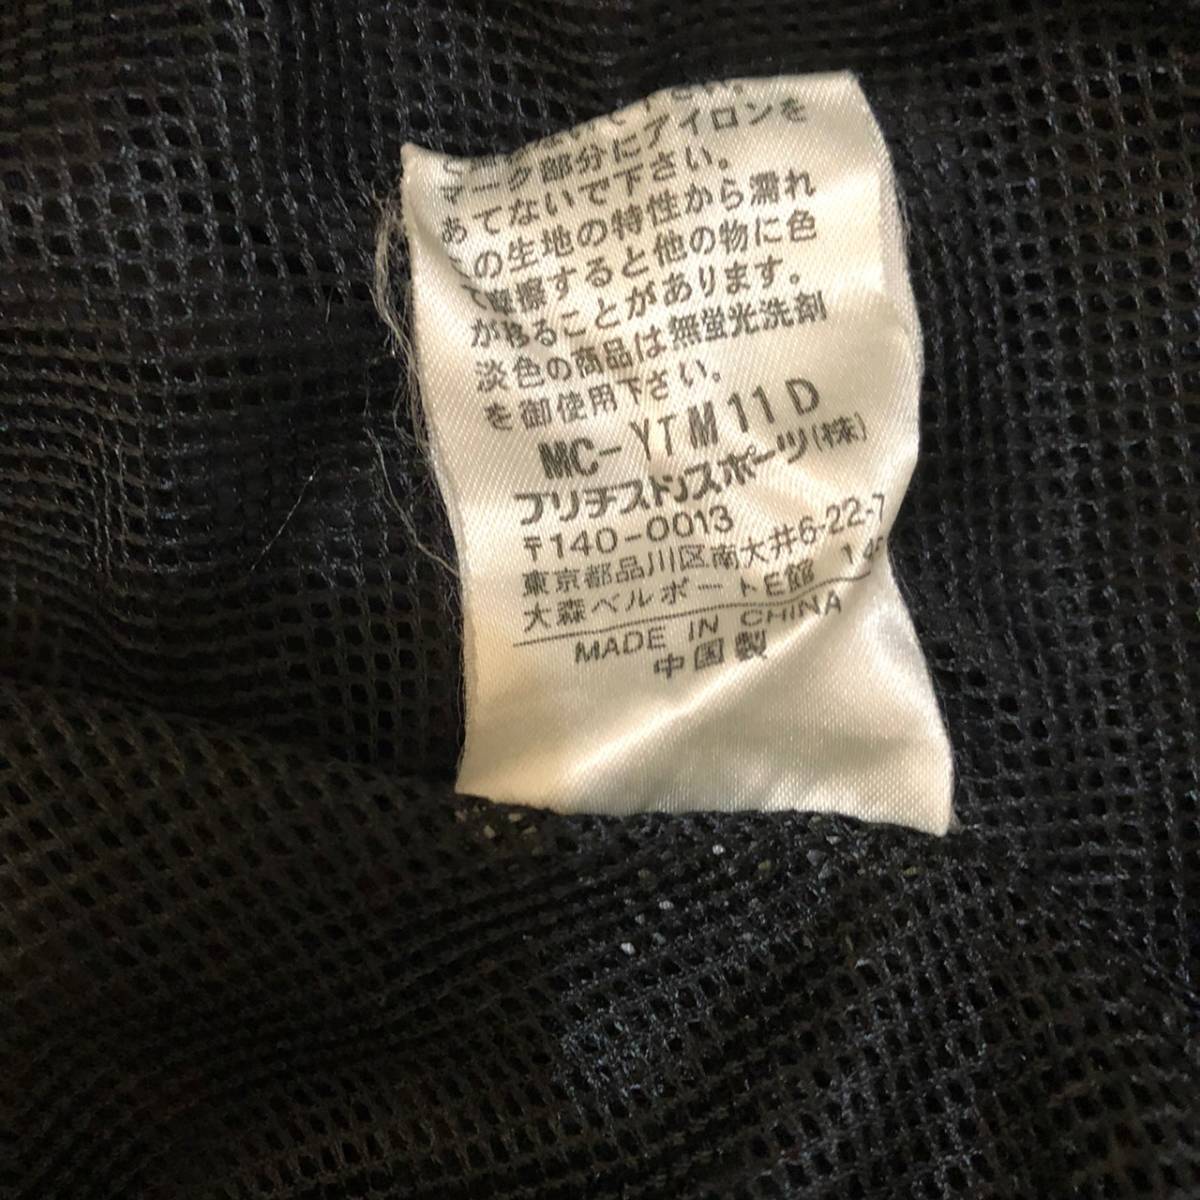 下さい。
マーク部分にアイロンを
あてないで下さい。
の生地の特性から濡れ
て摩擦すると他の物に色
が移ることがあります。
淡色の商品は無蛍光洗剤
を御使用下さい。
MC-YTM11D
ブリヂストンスポーツ(株)
〒140-0013
東京都品川区南大井6-22-7
大森ベルポートE館
MADE IN CHINA
中国製